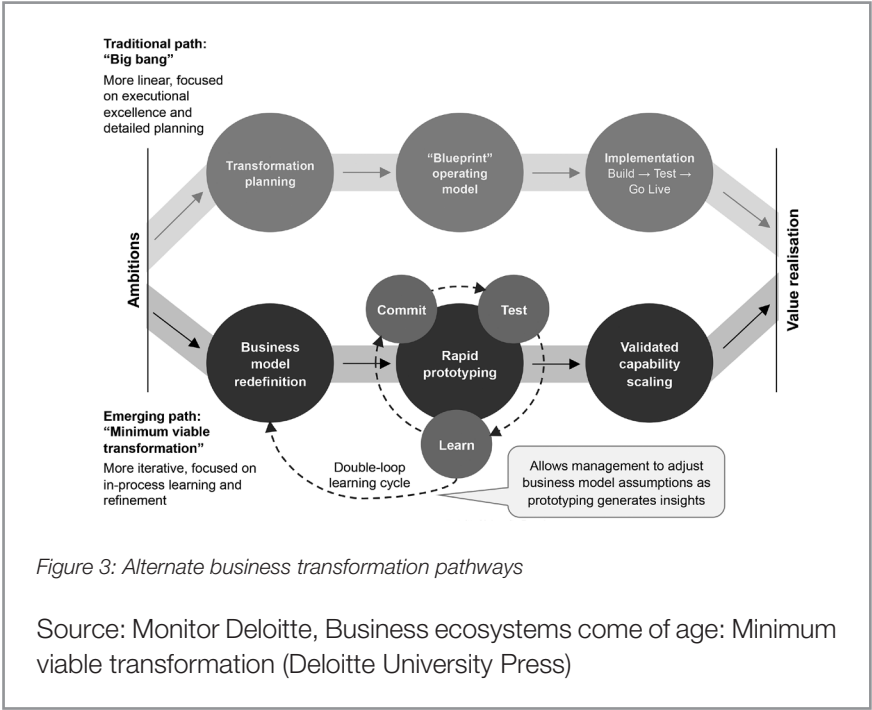 Traditional path:
“Big bang”
More linear, focused
on executional
excellence and
detailed planning
Transformation
planning
“Blueprint”
operating
model
Implementation
Build → Test →
Go Live
Ambitions
Value realisation
Commit
Test
Business
model
redefinition
Rapid
prototyping
Validated
capability
scaling
Learn
Emerging path:
“Minimum viable
transformation”
More iterative, focused on
in-process learning and
refinement
Double-loop
learning cycle
Allows management to adjust
business model assumptions as
prototyping generates insights
Figure 3: Alternate business transformation pathways
Source: Monitor Deloitte, Business ecosystems come of age: Minimum
viable transformation (Deloitte University Press)